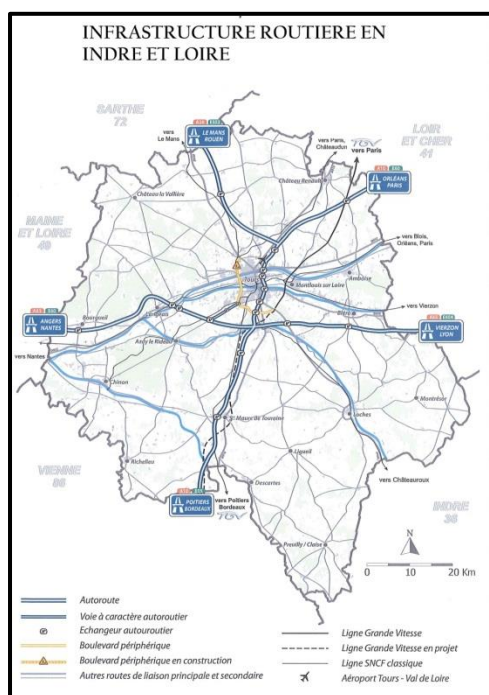 INFRASTRUCTURE ROUTIERE EN
INDRE ET LOIRE
SARTHE
72
vers
Le Mans
LE MANS
ROUEN
vers Paris,
Châteaudun
TGV
vers Paris
LOIR
ET CHER
41
ORLÉANS
PARIS
Château Renault
Château la Vallière
MAINE
ET LOIRE
49
vers Blois,
Orléans, Paris
Montlouis sur Loire
Amboise
vers Vierzon
Bléré
ANGERS
NANTES
Bourgueil
VIERZON
LYON
vers Nantes
Azay le Rideau
Chinon
Montrésor
Loches
Ste Maure de Touraine
Ligueil
VIENNE
86
Richelieu
vers Châteauroux
Descartes
POITIERS
BORDEAUX
vers Poitiers
Bordeaux
TGV
INDRE
36
Preuilly / Claise
N
0 10 20 Km
Autoroute
Voie à caractère autoroutier
Echangeur autoroutier
Boulevard périphérique
Boulevard périphérique en construction
Autres routes de liaison principale et secondaire
Ligne Grande Vitesse
Ligne Grande Vitesse en projet
Ligne SNCF classique
Aéroport Tours - Val de Loire